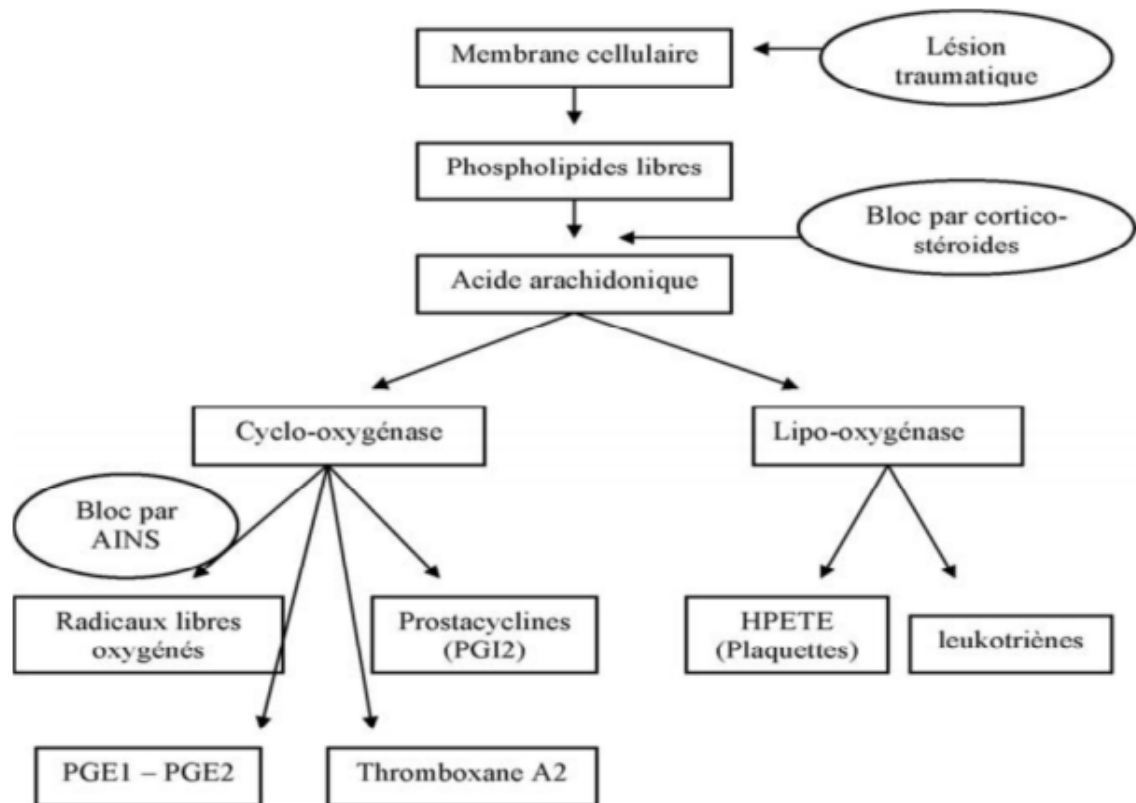 Membrane cellulaire
Lésion
traumatique
Phospholipides libres
Bloc par cortico-
stéroides
Acide arachidonique
Cyclo-oxygénase
Lipo-oxygénase
Bloc par
AINS
Radicaux libres
oxygénés
Prostacyclines
(PGI2)
HPETE
(Plaquettes)
leukotriènes
PGE1 – PGE2
Thromboxane A2